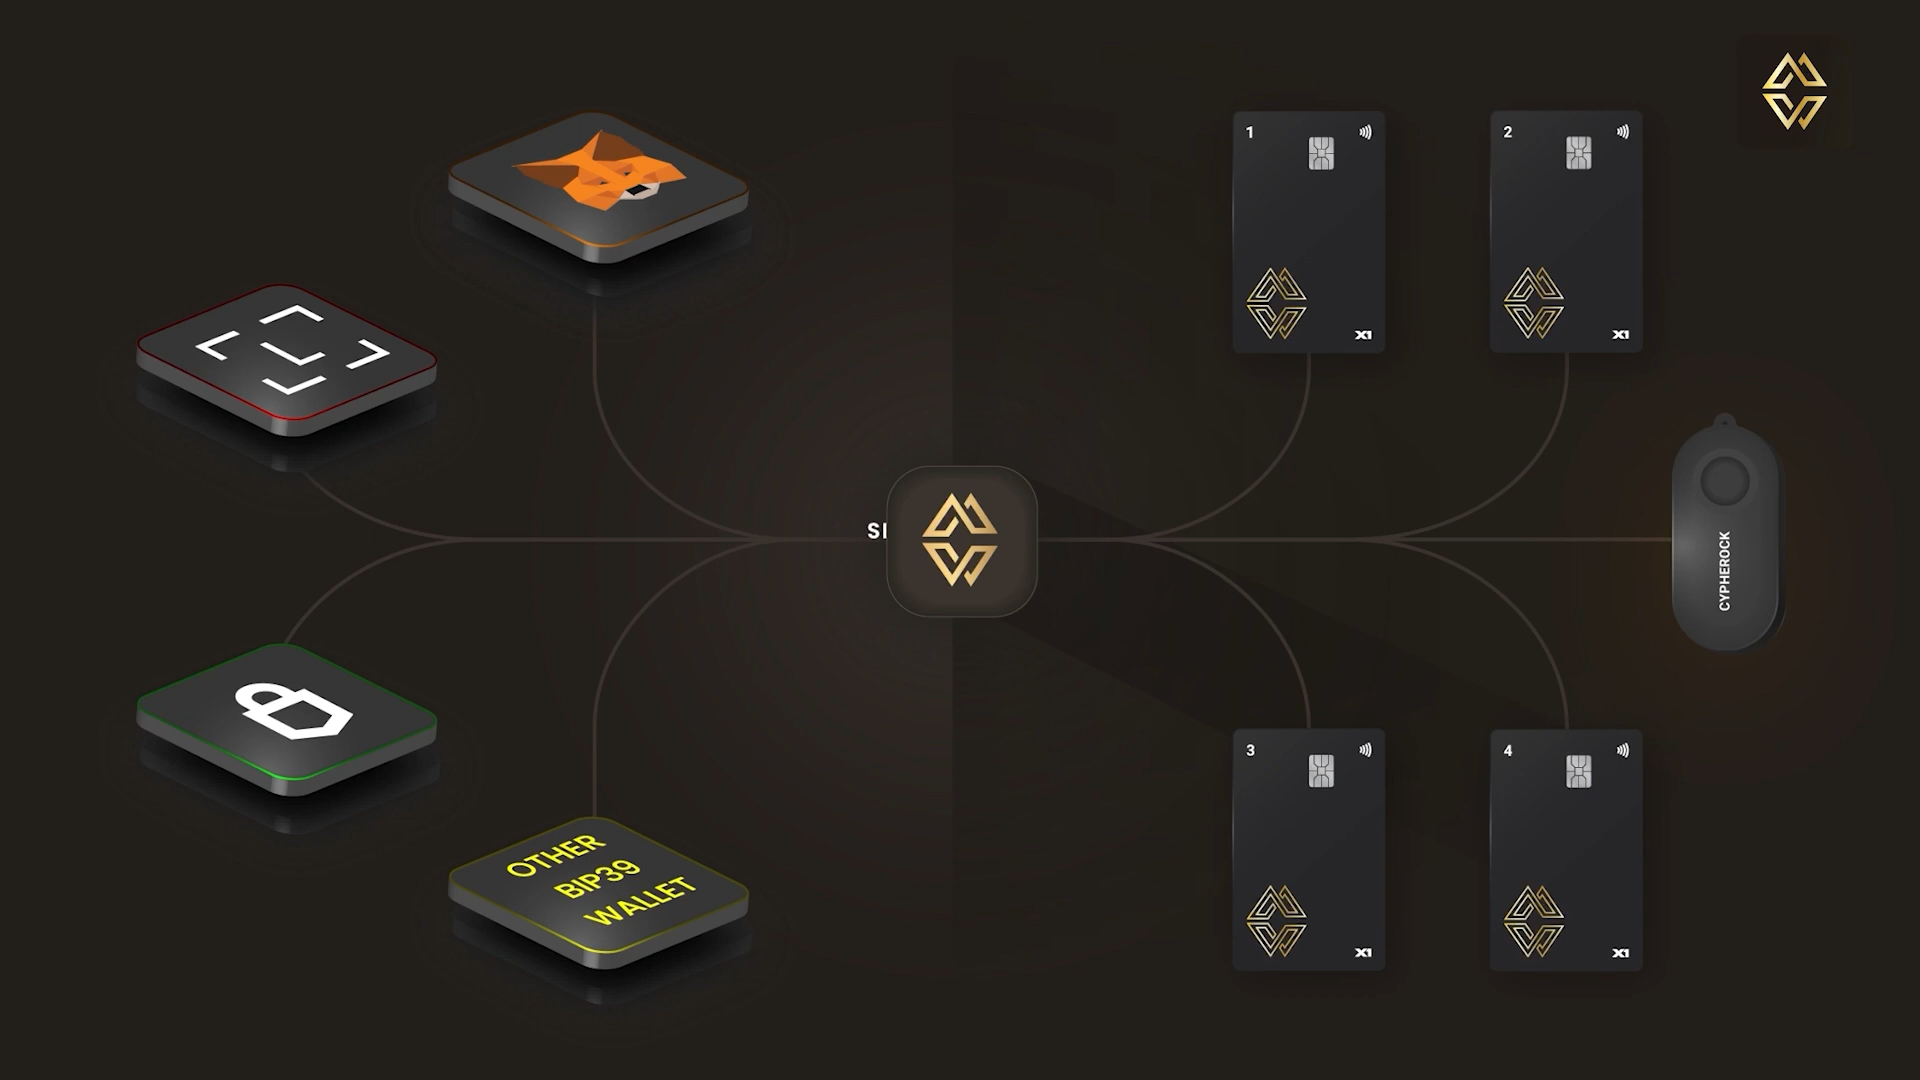 1
X1
2
X1
SI
CYPHEROCK
OTHER
BIP39
WALLET
3
X1
4
X1